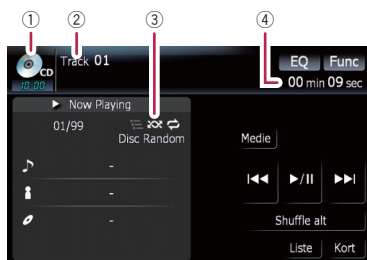 ① ② ③ ④
Track 01
CD
10:00
EQ Func
00 min 09 sec
Now Playing
01/99
Disc Random
-
-
-
Medie
Shuffle alt
Liste Kort